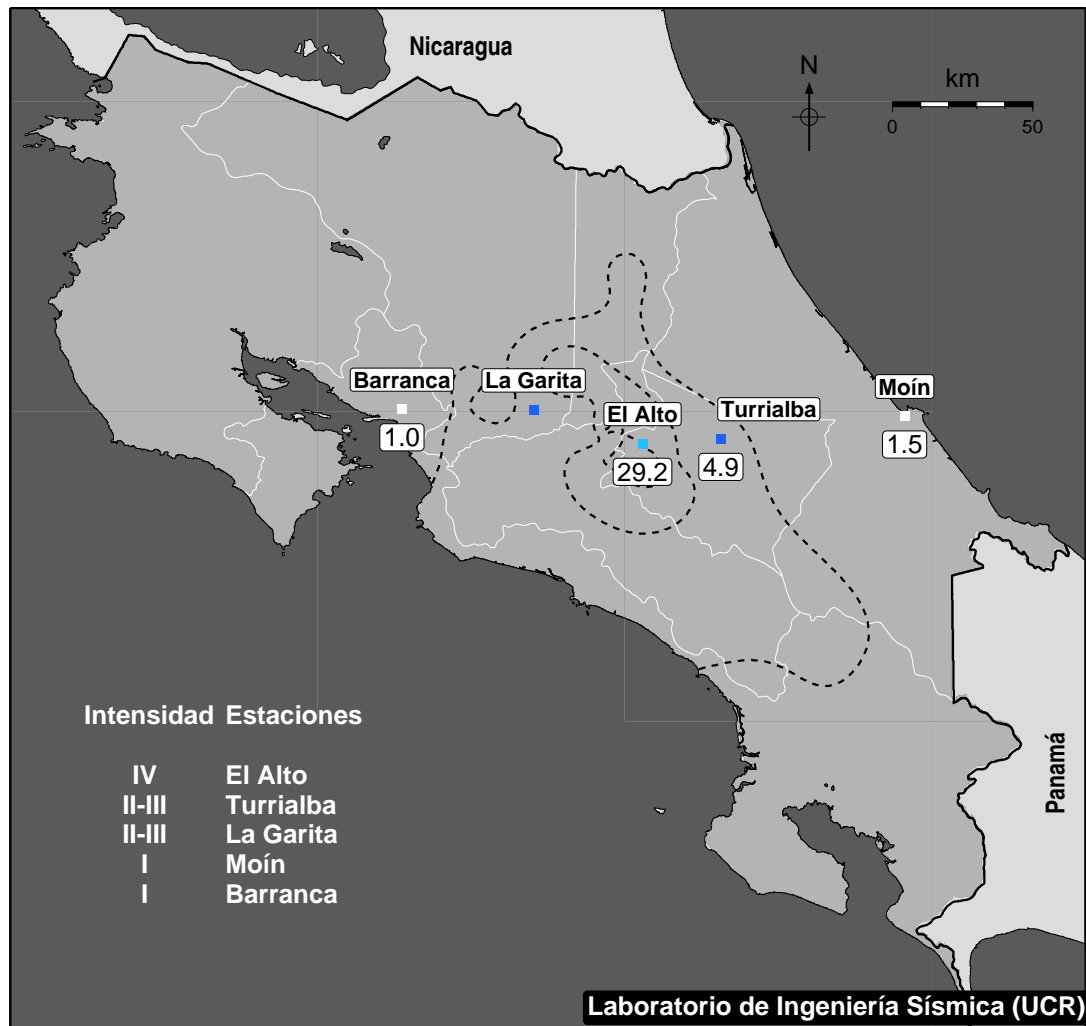 Nicaragua
N
km
0 50
Barranca
La Garita
Moín
El Alto
Turrialba
1.0
1.5
29.2
4.9
Panamá
Intensidad Estaciones
IV El Alto
II-III Turrialba
II-III La Garita
I Moín
I Barranca
Laboratorio de Ingeniería Sísmica (UCR)